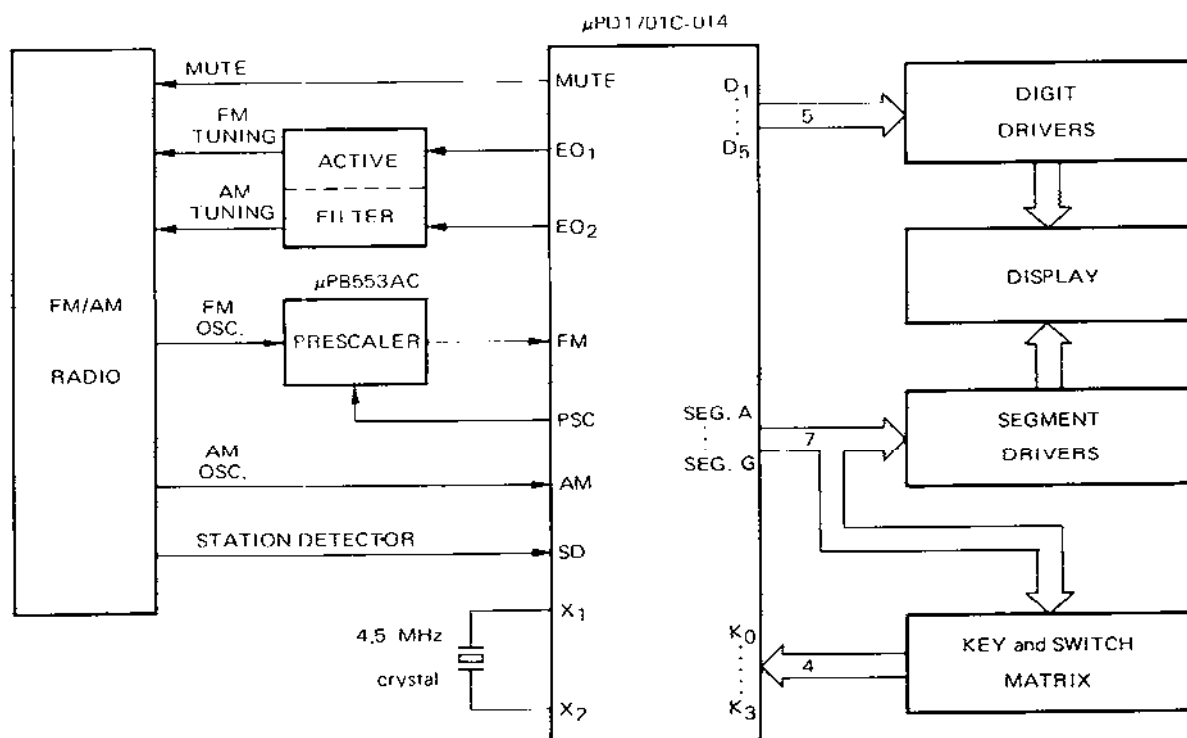 μPD1701C-014
MUTE
MUTE
FM
TUNING
ACTIVE
FILTER
AM
TUNING
EO1
EO2
μPB553AC
FM/AM
RADIO
FM
OSC.
PRESCALER
FM
PSC
AM
OSC.
AM
STATION DETECTOR
SD
4.5 MHz
crystal
X1
X2
D1
D5
5
DIGIT
DRIVERS
DISPLAY
SEG. A
SEG. G
7
SEGMENT
DRIVERS
K0
K3
4
KEY and SWITCH
MATRIX